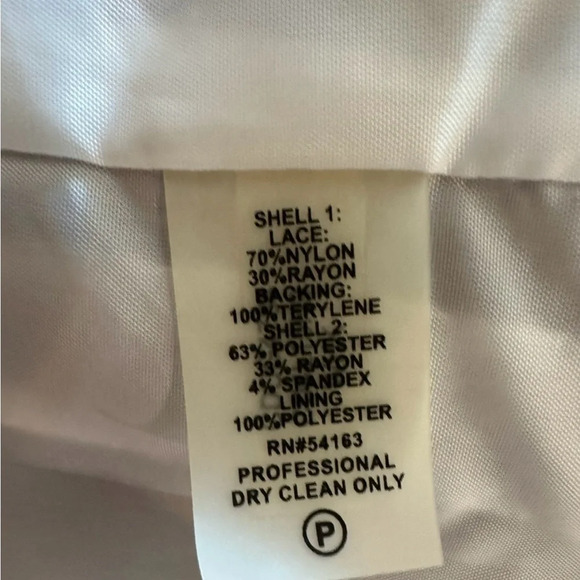 SHELL 1:
LACE:
70%NYLON
30%RAYON
BACKING:
100%TERYLENE
SHELL 2:
63% POLYESTER
33% RAYON
4% SPANDEX
LINING
100%POLYESTER
RN#54163
PROFESSIONAL
DRY CLEAN ONLY
P